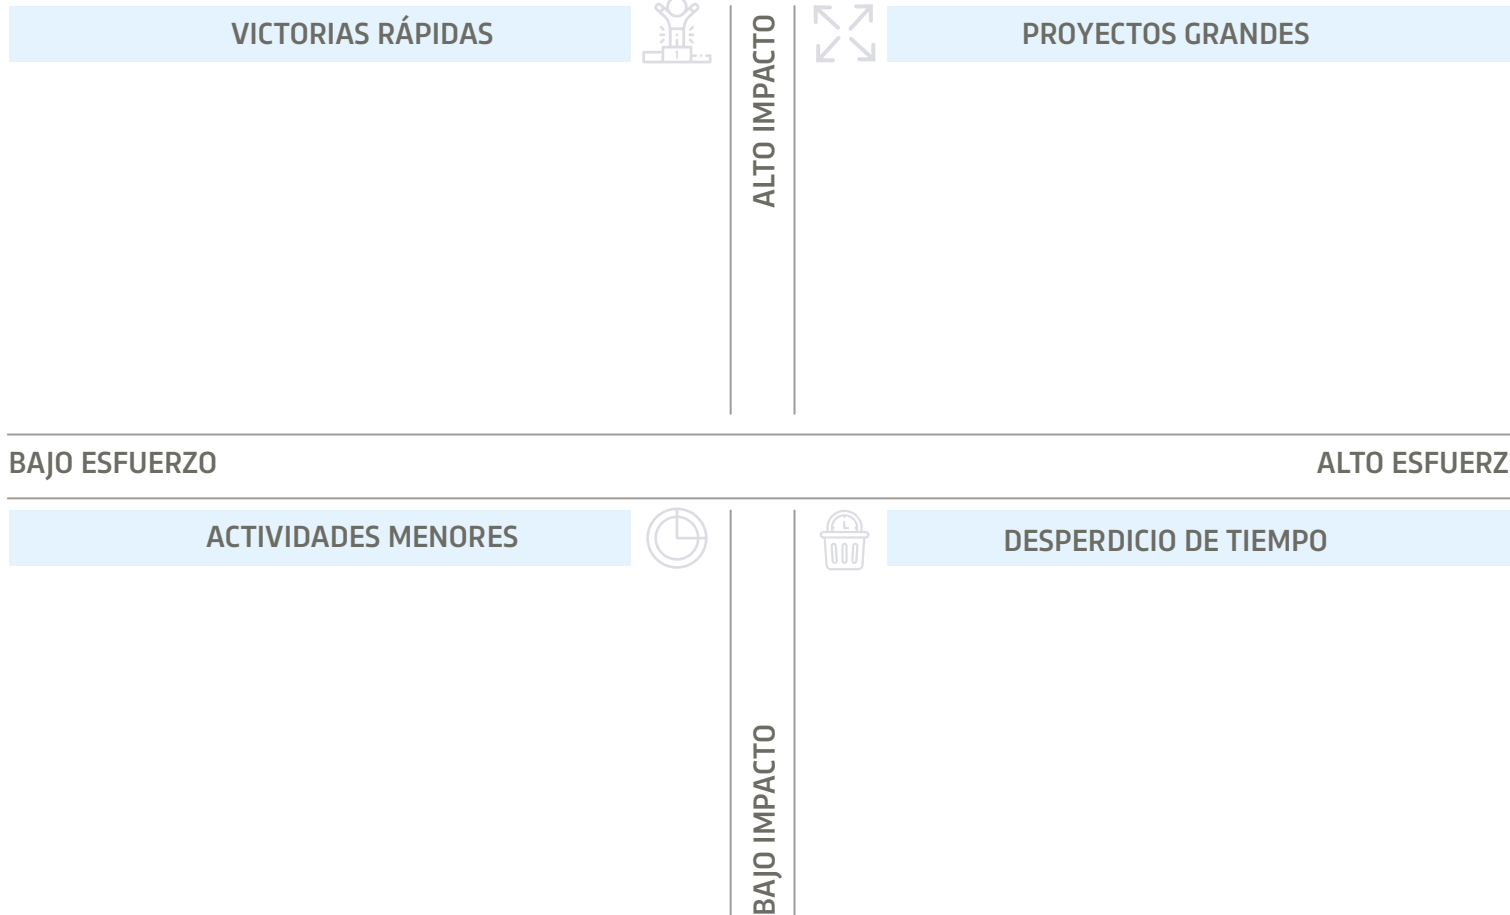 VICTORIAS RÁPIDAS
ALTO IMPACTO
PROYECTOS GRANDES
BAJO ESFUERZO
ALTO ESFUERZ
ACTIVIDADES MENORES
DESPERDICIO DE TIEMPO
BAJO IMPACTO